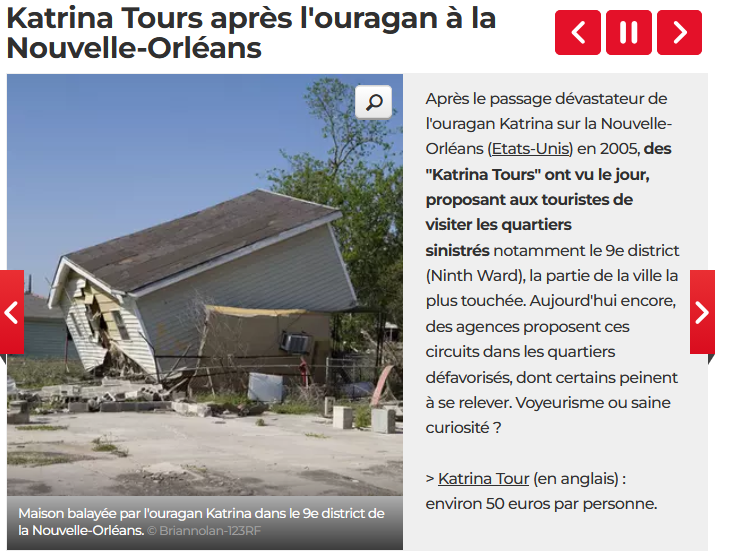 Katrina Tours après l'ouragan à la
Nouvelle-Orléans
Après le passage dévastateur de
l'ouragan Katrina sur la Nouvelle-
Orléans (Etats-Unis) en 2005, des
"Katrina Tours" ont vu le jour,
proposant aux touristes de
visiter les quartiers
sinistrés notamment le 9e district
(Ninth Ward), la partie de la ville la
plus touchée. Aujourd'hui encore,
des agences proposent ces
circuits dans les quartiers
défavorisés, dont certains peinent
à se relever. Voyeurisme ou saine
curiosité ?
> Katrina Tour (en anglais) :
environ 50 euros par personne.
Maison balayée par l'ouragan Katrina dans le 9e district de
la Nouvelle-Orléans. © Briannolan-123RF